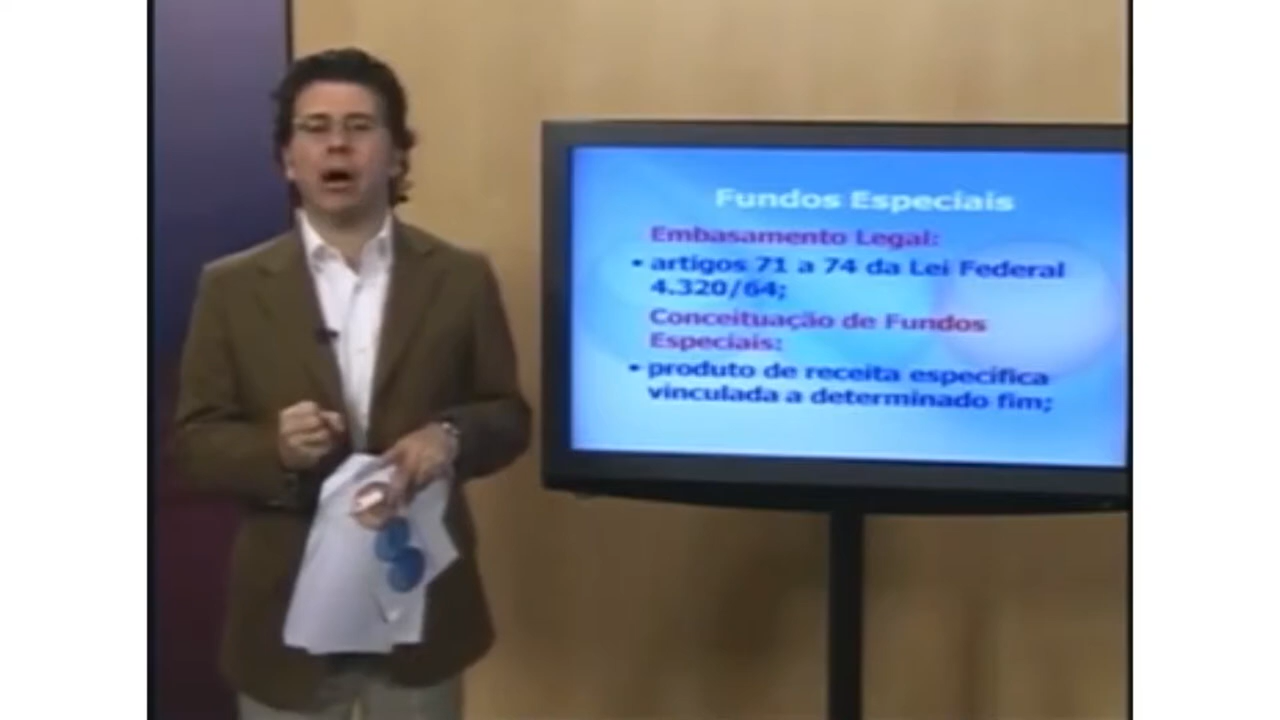 Fundos Especiais
Embasamento Legal:
• artigos 71 a 74 da Lei Federal
4.320/64;
Conceituação de Fundos
Especiais:
• produto de receita específica
vinculada a determinado fim;